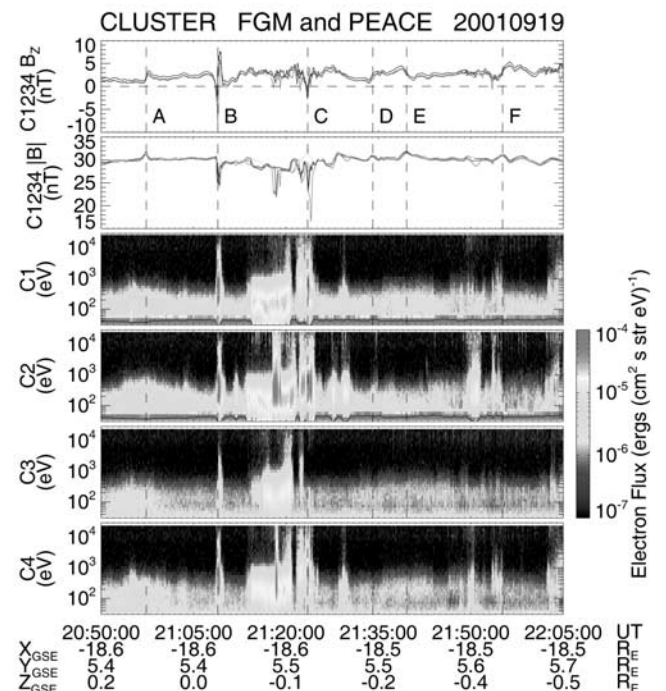 CLUSTER FGM and PEACE 20010919
C1234 BZ
(nT)
10
5
0
-5
-10
A B C D E F
C1234 |B|
(nT)
30
25
20
15
C1
(eV)
10^4
10^3
10^2
C2
(eV)
10^4
10^3
10^2
C3
(eV)
10^4
10^3
10^2
C4
(eV)
10^4
10^3
10^2
10^-4
10^-5
10^-6
10^-7
Electron Flux (ergs (cm^2 s str eV)^-1)
20:50:00 21:05:00 21:20:00 21:35:00 21:50:00 22:05:00 UT
XGSE -18.6 -18.6 -18.6 -18.5 -18.5 -18.5 RE
YGSE 5.4 5.4 5.5 5.5 5.6 5.7 RE
ZGSE 0.2 0.0 -0.1 -0.2 -0.4 -0.5 RE